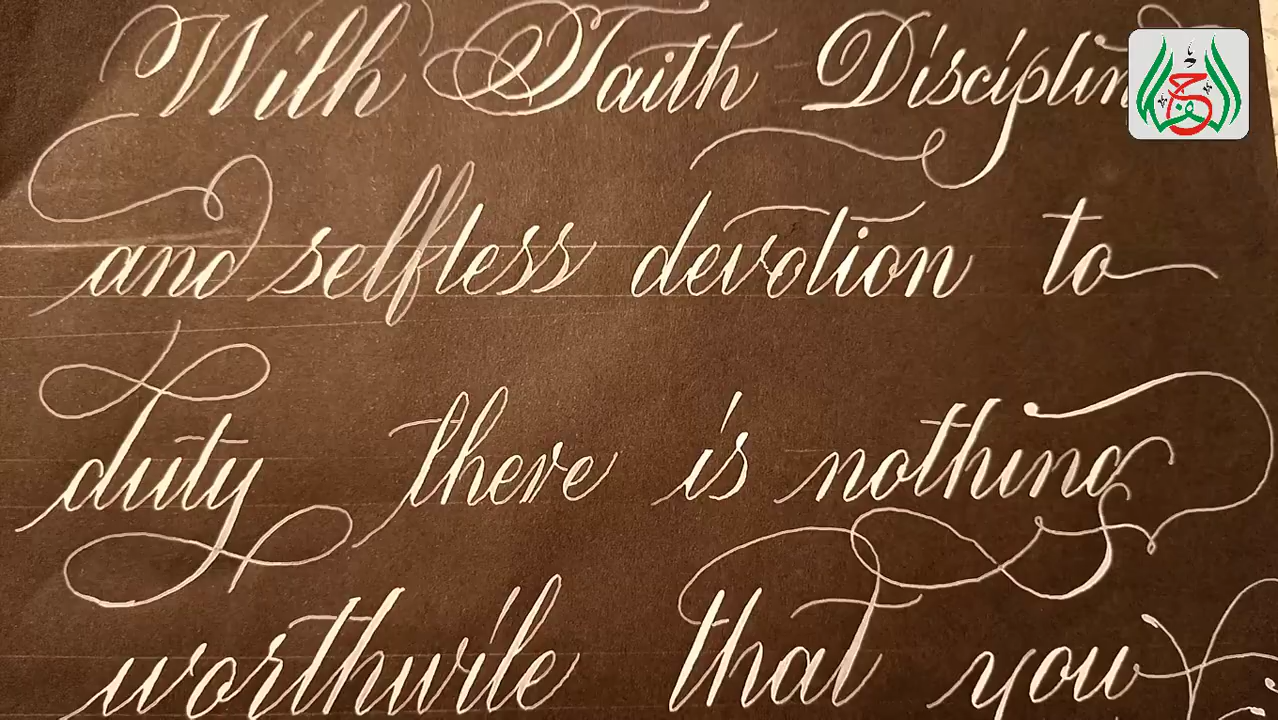 With Faith Disciplin
and selfless devotion to
duty there is nothing
worthwile that you